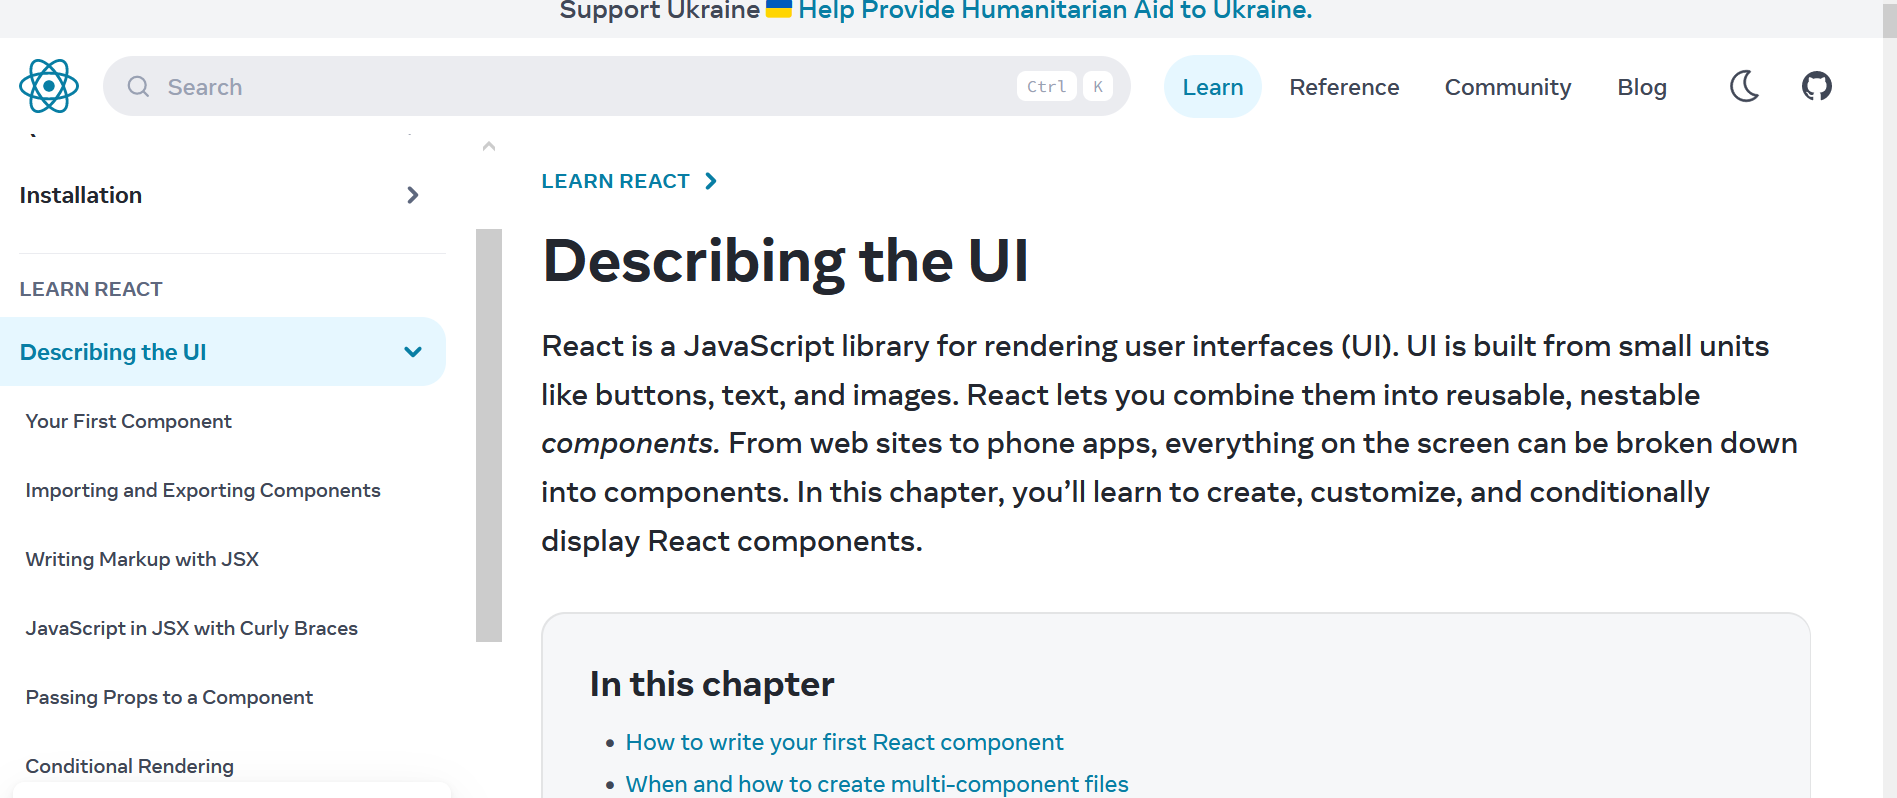 Support Ukraine 🇺🇦 Help Provide Humanitarian Aid to Ukraine.
Search
Ctrl K
Learn
Reference
Community
Blog
Installation
LEARN REACT
Describing the UI
Your First Component
Importing and Exporting Components
Writing Markup with JSX
JavaScript in JSX with Curly Braces
Passing Props to a Component
Conditional Rendering
LEARN REACT
Describing the UI
React is a JavaScript library for rendering user interfaces (UI). UI is built from small units
like buttons, text, and images. React lets you combine them into reusable, nestable
components. From web sites to phone apps, everything on the screen can be broken down
into components. In this chapter, you’ll learn to create, customize, and conditionally
display React components.
In this chapter
• How to write your first React component
• When and how to create multi-component files